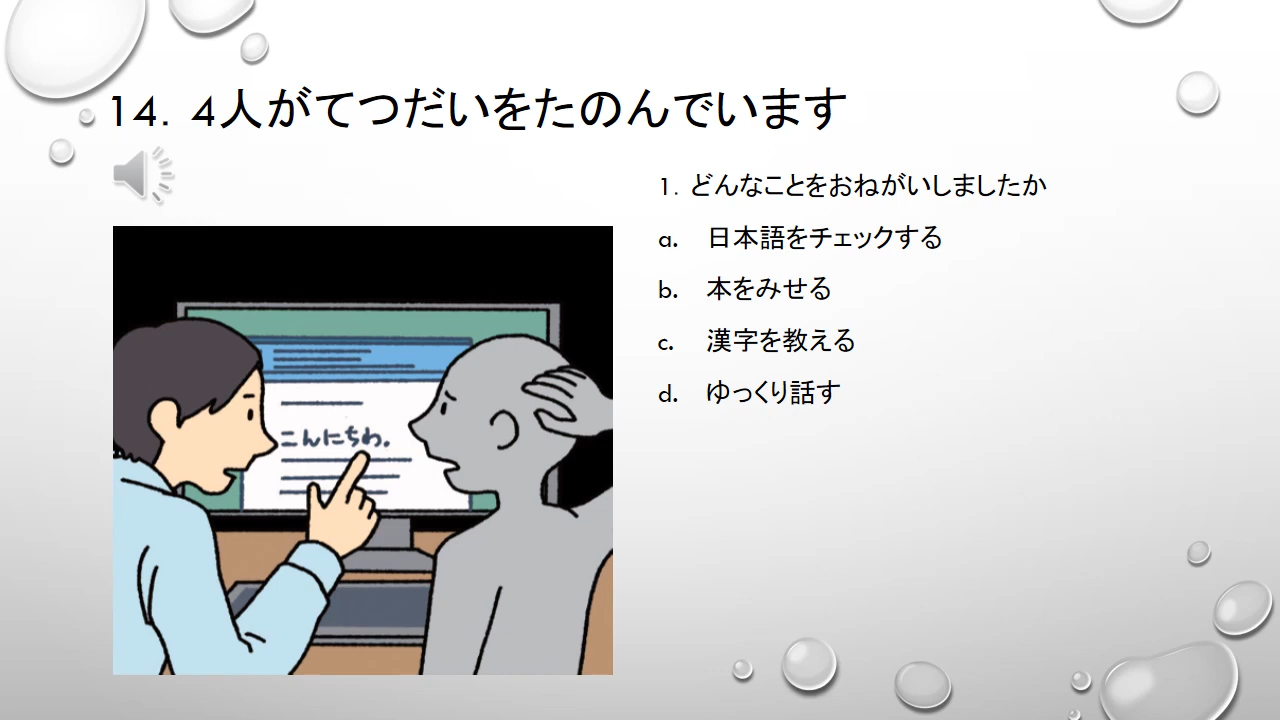 14. 4人がてつだいをたのんでいます
1. どんなことをおねがいしましたか
a. 日本語をチェックする
b. 本をみせる
c. 漢字を教える
d. ゆっくり話す
こんにちわ。